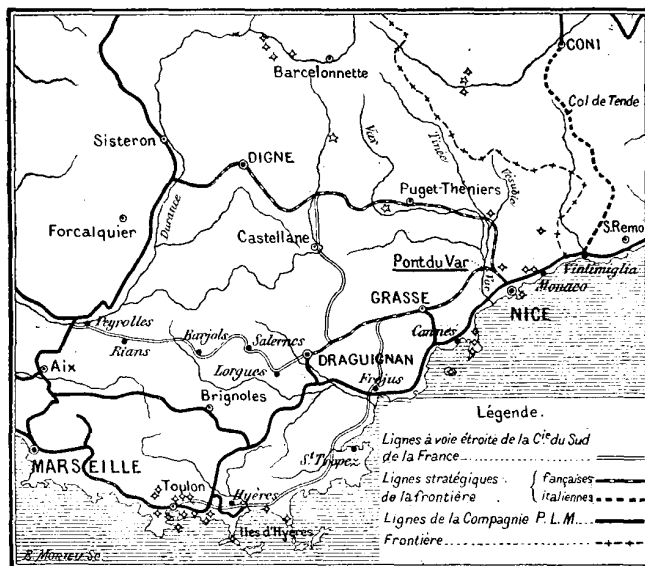 CONI
Barcelonnette
Col de Tende
Sisteron
Var
Tinée
DIGNE
Vésubie
Puget-Théniers
Durance
S.Remo
Forcalquier
Castellane
Pont du Var
Var
Vintimiglia
Monaco
GRASSE
NICE
Peyrolles
Cannes
Barjols
Salernes
Rians
DRAGUIGNAN
Aix
Lorgues
Fréjus
Brignoles
Légende.
Lignes à voie étroite de la Cie du Sud
de la France
MARSEILLE
St Tropez
Lignes stratégiques { fançaises
de la frontière { italiennes
Toulon
Hyères
Lignes de la Compagnie P.L.M.
Iles d'Hyères
Frontière